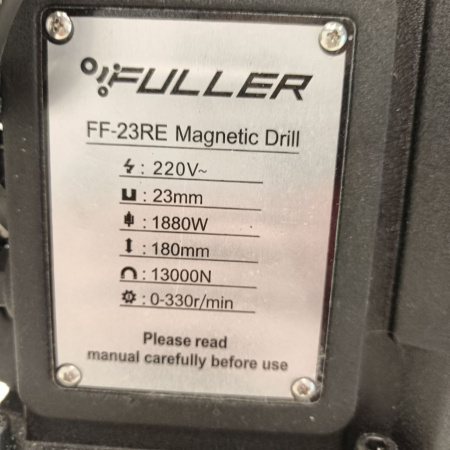 FULLER
FF-23RE Magnetic Drill
: 220V~
: 23mm
: 1880W
: 180mm
: 13000N
: 0-330r/min
Please read
manual carefully before use